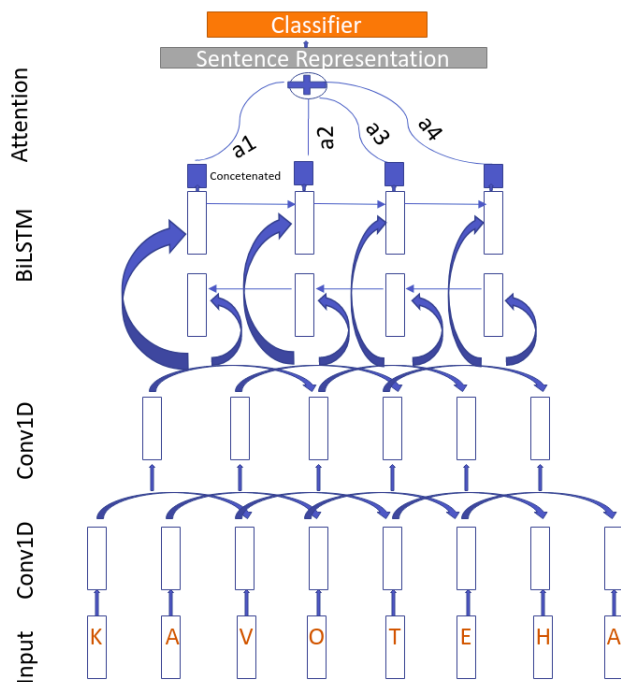 Classifier
Sentence Representation
Attention
a1
a2
a3
a4
Concetenated
BiLSTM
Conv1D
Conv1D
Input
K A V O T E H A